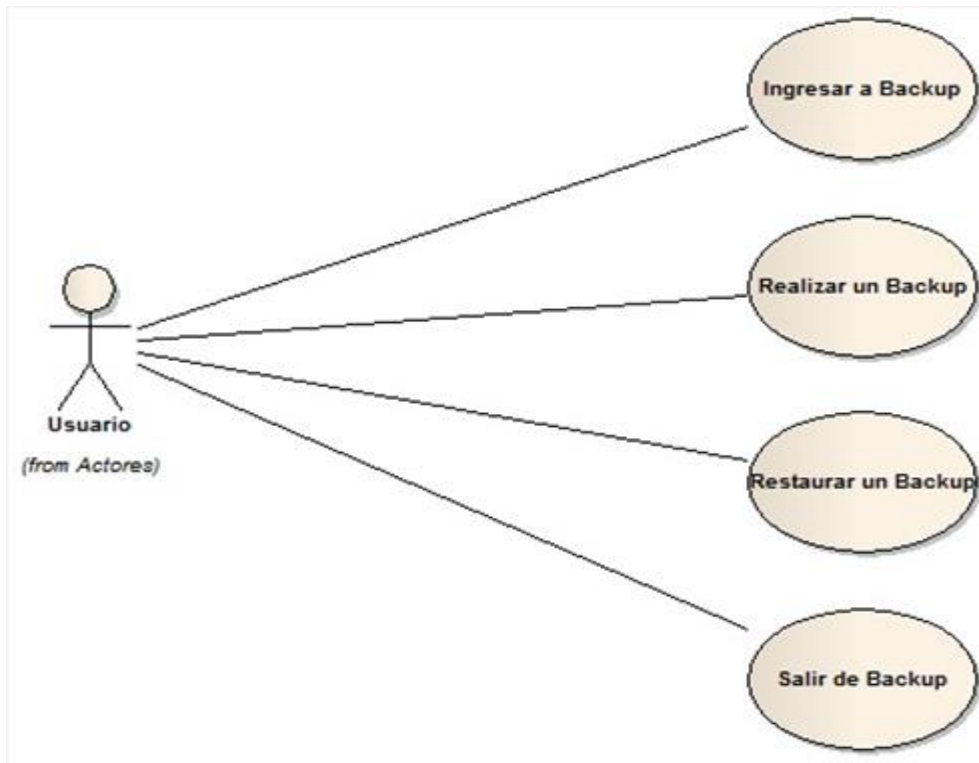 Ingresar a Backup
Realizar un Backup
Usuario
(from Actores)
Restaurar un Backup
Salir de Backup